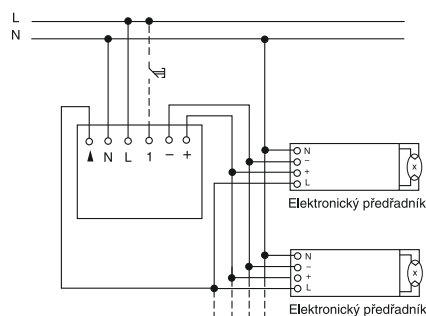 L
N
▲ N L 1 − +
N
−
+
L
Elektronický předřadník
N
−
+
L
Elektronický předřadník